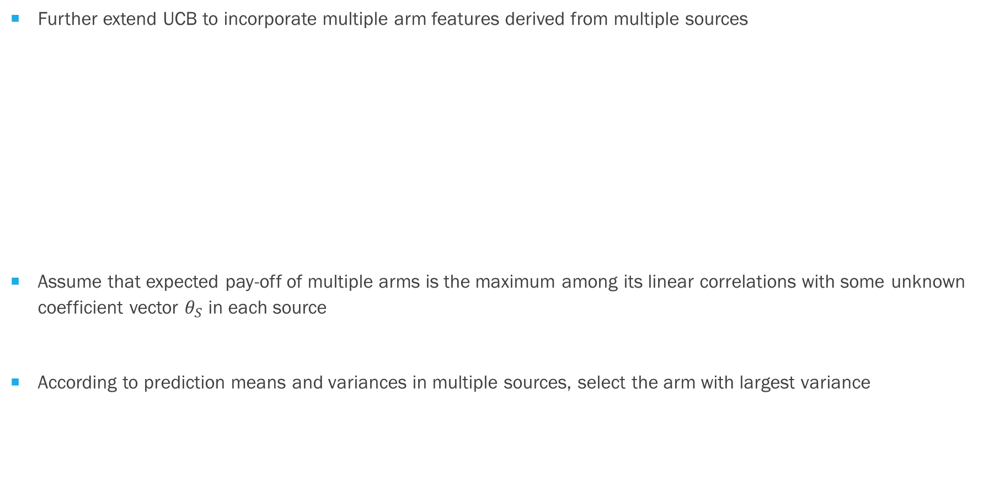 ▪ Further extend UCB to incorporate multiple arm features derived from multiple sources
▪ Assume that expected pay-off of multiple arms is the maximum among its linear correlations with some unknown
coefficient vector θ_S in each source
▪ According to prediction means and variances in multiple sources, select the arm with largest variance